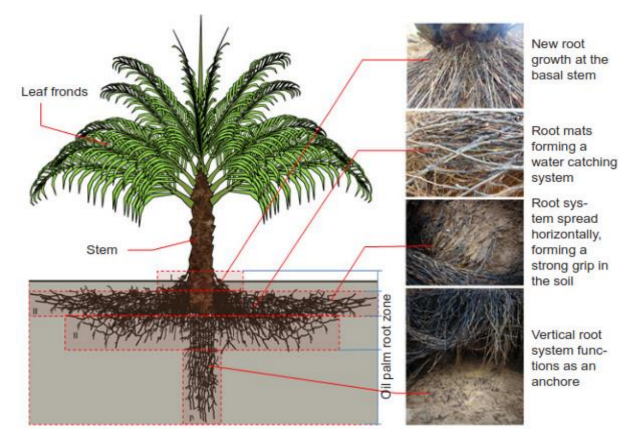 New root
growth at the
basal stem
Leaf fronds
Root mats
forming a
water catching
system
Root sys-
tem spread
horizontally,
forming a
strong grip in
the soil
Stem
I
II
II
Oil palm root zone
Vertical root
system func-
tions as an
anchore